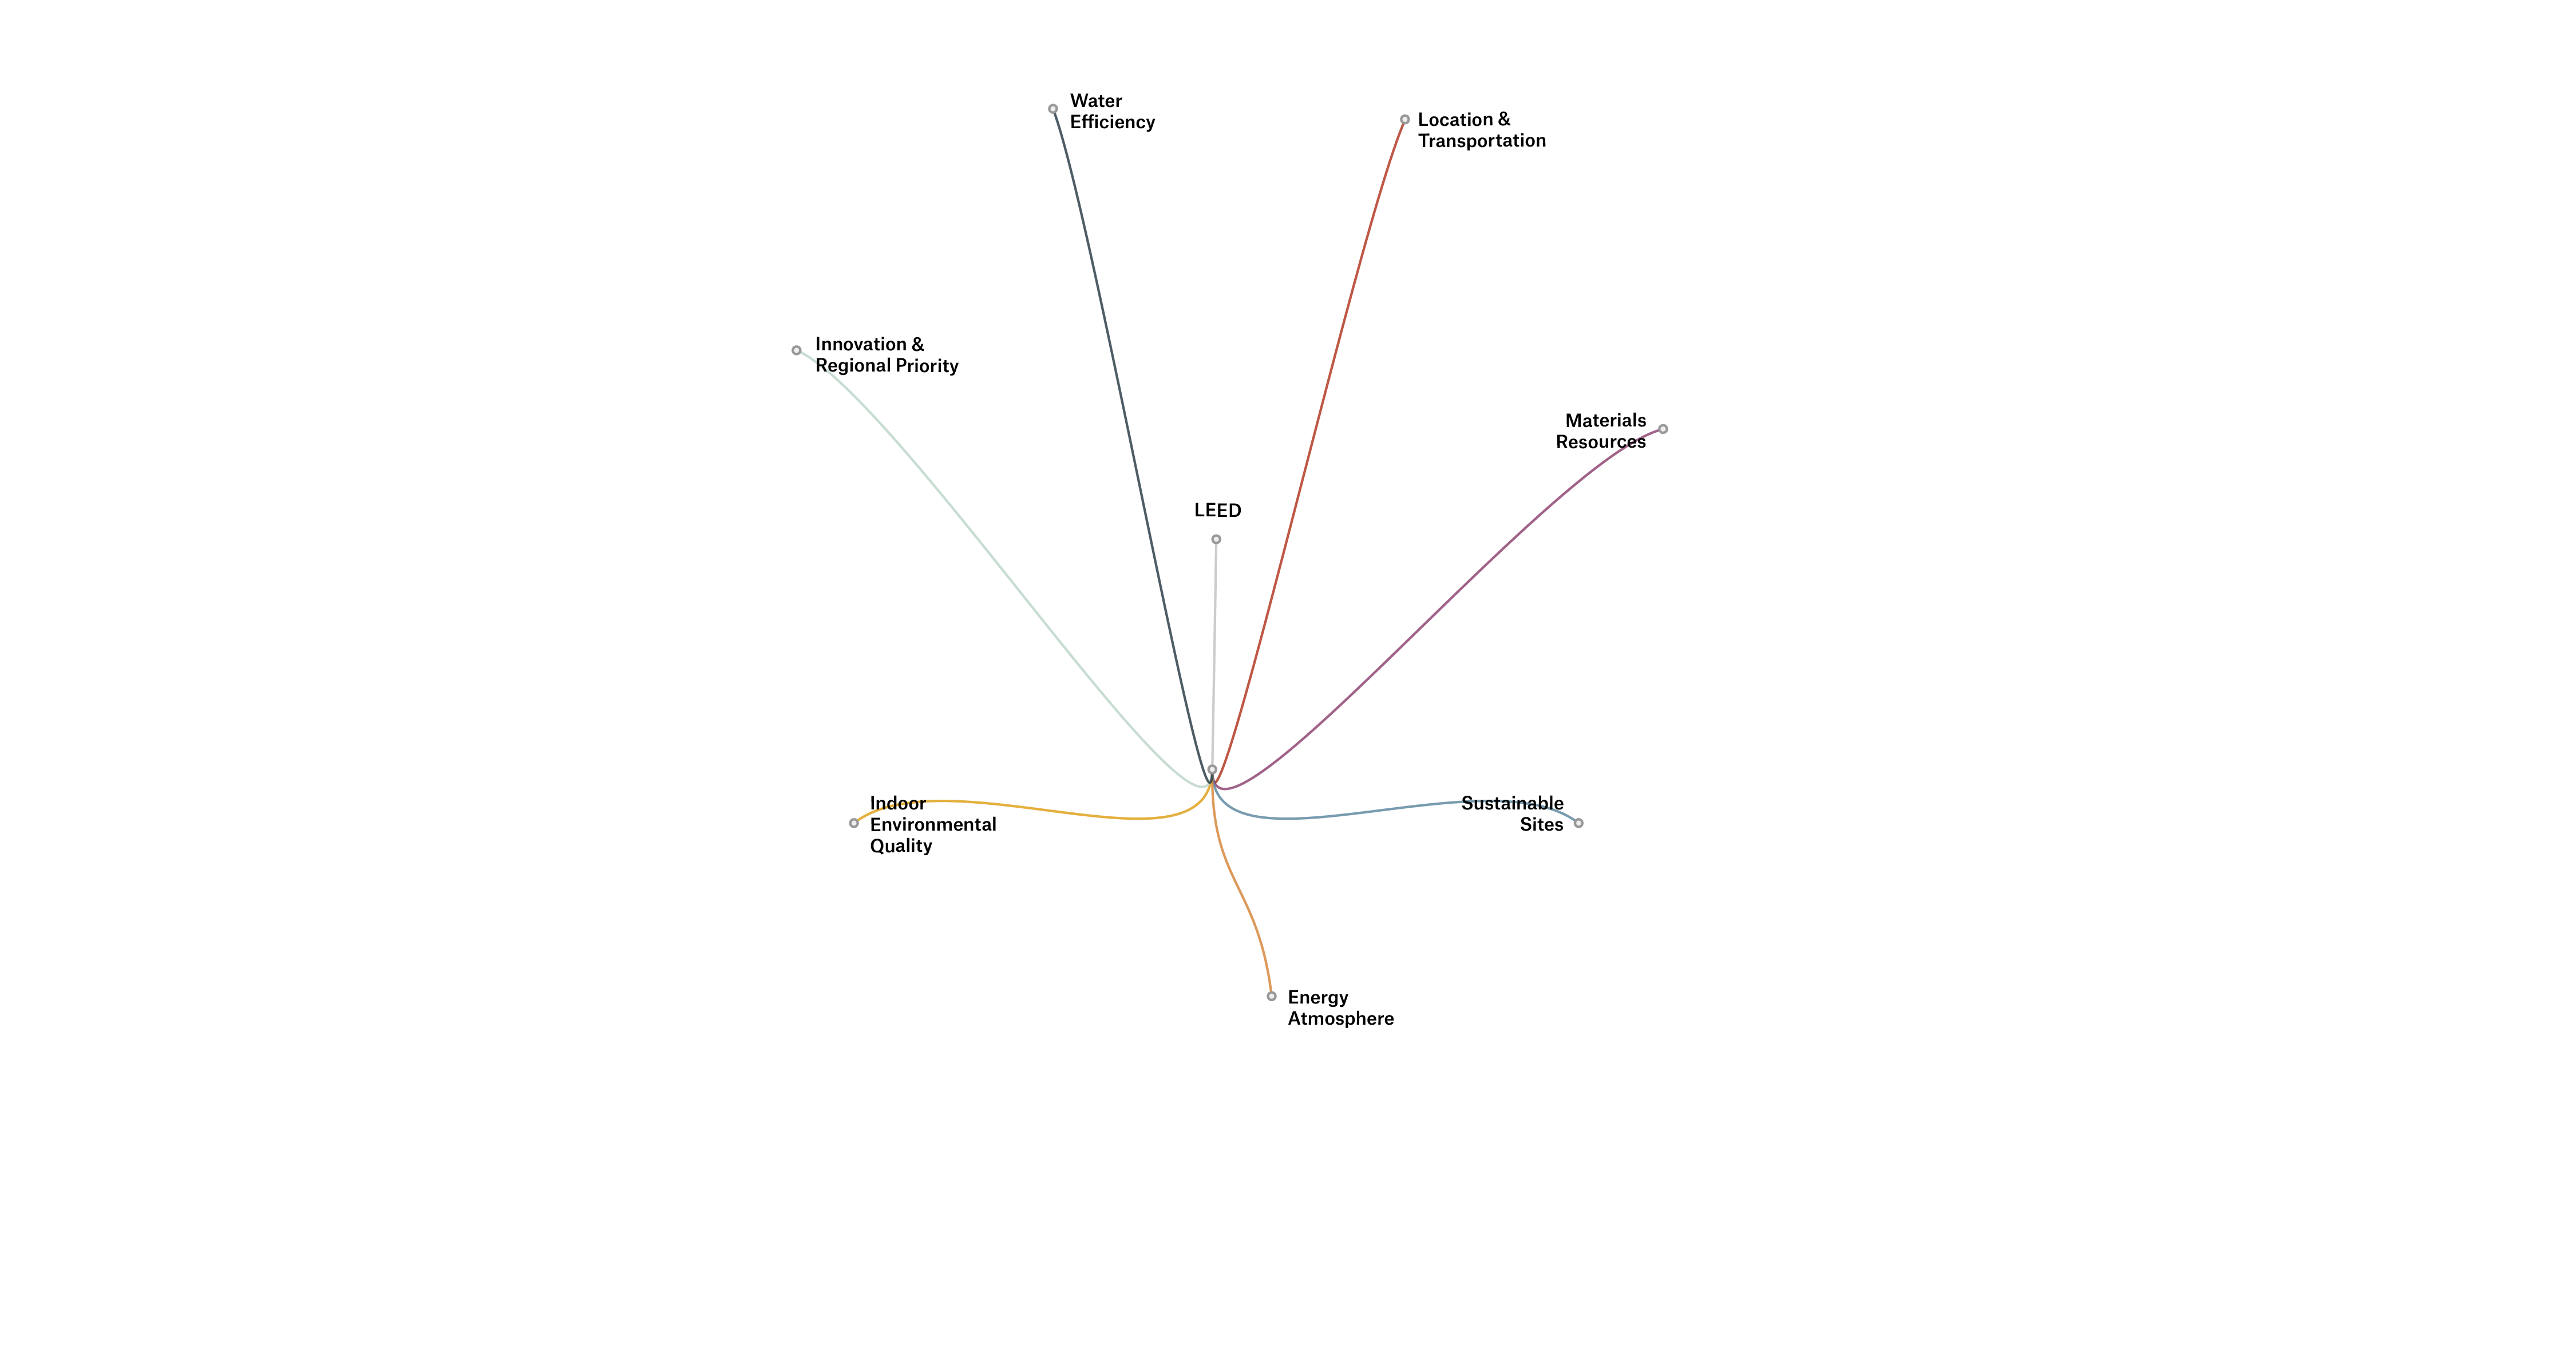 Water
Efficiency
Location &
Transportation
Innovation &
Regional Priority
Materials
Resources
LEED
Indoor
Environmental
Quality
Sustainable
Sites
Energy
Atmosphere